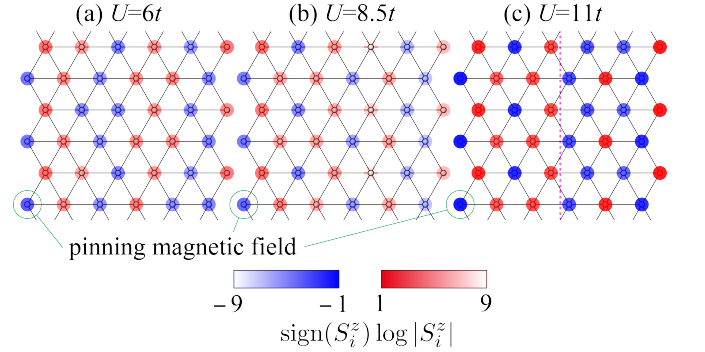 (a) U=6t (b) U=8.5t (c) U=11t
pinning magnetic field
−9 −1 1 9
sign(S_i^z) log |S_i^z|